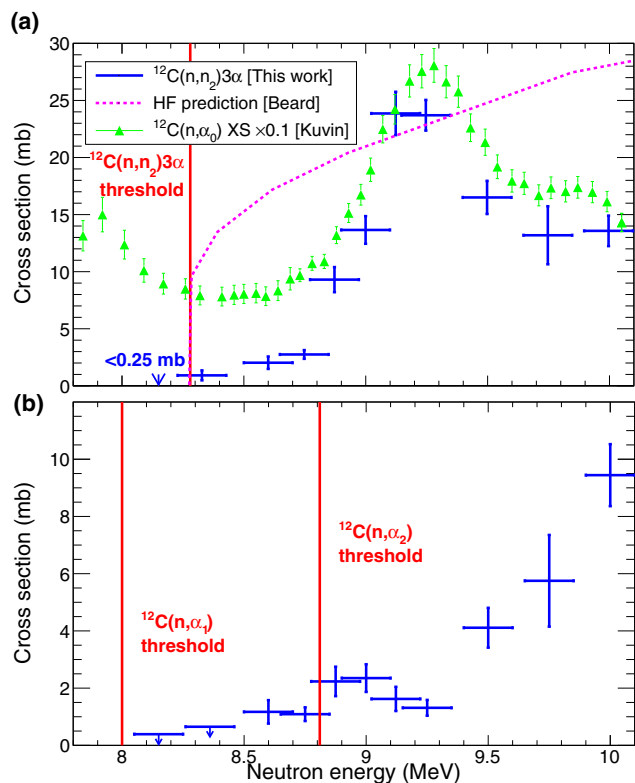 (a)
30
25
20
15
10
5
0
Cross section (mb)
¹²C(n,n₂)3α [This work]
HF prediction [Beard]
¹²C(n,α₀) XS ×0.1 [Kuvin]
¹²C(n,n₂)3α
threshold
<0.25 mb
(b)
10
8
6
4
2
0
Cross section (mb)
¹²C(n,α₂)
threshold
¹²C(n,α₁)
threshold
8 8.5 9 9.5 10
Neutron energy (MeV)